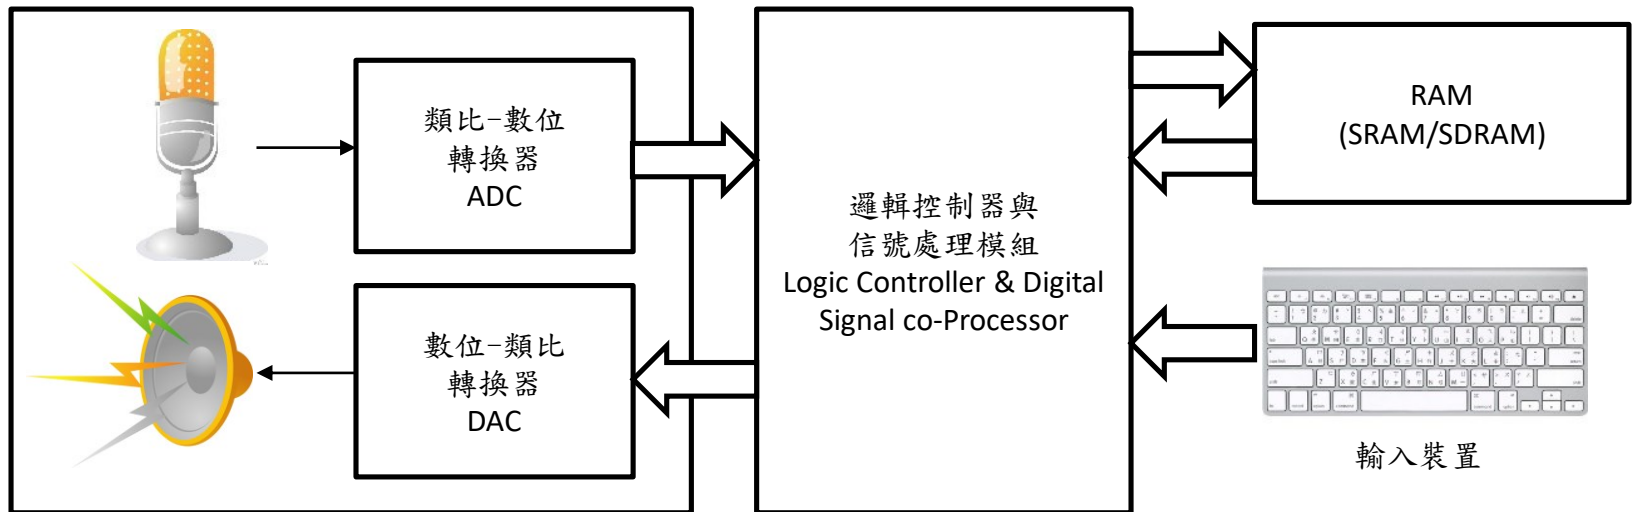 類比-數位
轉換器
ADC
數位-類比
轉換器
DAC
邏輯控制器與
信號處理模組
Logic Controller & Digital
Signal co-Processor
RAM
(SRAM/SDRAM)
輸入裝置